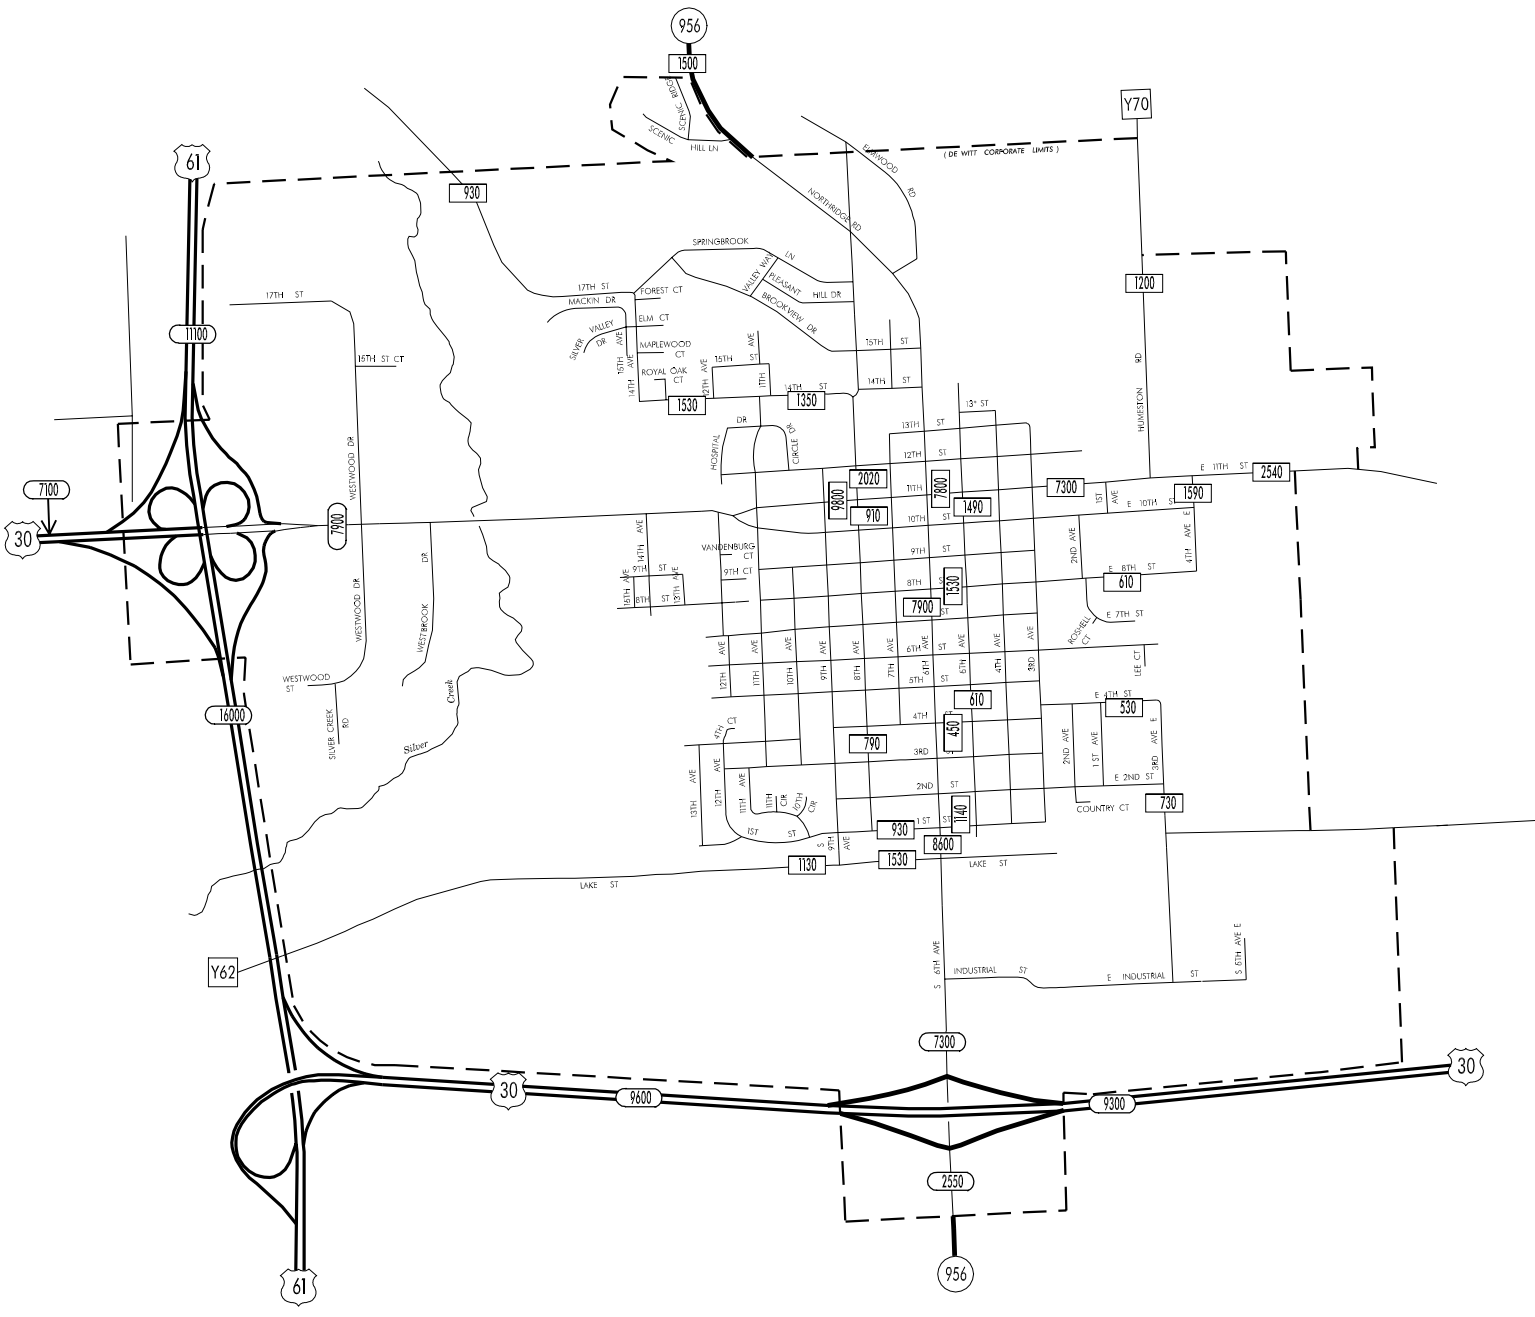 956
1500
SCENIC RIDGE
SCENIC
HILL LN
Y70
( DE WITT CORPORATE LIMITS )
ELMWOOD
RD
61
930
NORTHRIDGE RD
SPRINGBROOK
LN
VALLEY WAY
PLEASANT
HILL DR
BROOKVIEW DR
1200
17TH ST
17TH ST
FOREST CT
MACKIN DR
VALLEY
ELM CT
SILVER
DR
15TH AVE
14TH AVE
MAPLEWOOD
CT
ROYAL OAK
CT
12TH AVE
15TH ST
AVE
11TH
15TH ST
14TH ST
14TH ST
11100
15TH ST CT
1530
1350
13th ST
HUMESTON
RD
HOSPITAL
DR
CIRCLE DR
13TH ST
12TH ST
WESTWOOD DR
2020
9800
11TH
7800
7300
E 11TH ST
2540
1590
7100
910
1490
10TH ST
1ST AVE
E 10TH ST
30
7900
14TH AVE
VANDENBURG
CT
9TH ST
2ND AVE
4TH AVE E
WESTWOOD DR
WESTBROOK
DR
9TH ST
9TH CT
15TH AVE
8TH ST
13TH AVE
8TH
1530
7900
ST
E 8TH ST
610
ROSHELL
CT
E 7TH ST
6TH ST
AVE
12TH
AVE
11TH
AVE
10TH
AVE
9TH
AVE
8TH
AVE
7TH
AVE
6TH
AVE
5TH
AVE
4TH
AVE
3RD
LEE CT
WESTWOOD
ST
5TH ST
610
E 4TH ST
530
16000
SILVER CREEK
RD
Creek
Silver
4TH CT
4TH
450
790
3RD
2ND AVE
1 ST AVE
3RD AVE E
13TH AVE
12TH AVE
11TH AVE
11TH CIR
10TH CIR
2ND ST
E 2ND ST
COUNTRY CT
730
1ST ST
S 9TH AVE
930
1 ST ST
1140
8600
1130
1530
LAKE ST
LAKE ST
Y62
S 6TH AVE
INDUSTRIAL ST
E INDUSTRIAL ST
S 6TH AVE E
7300
30
9600
9300
30
2550
61
956